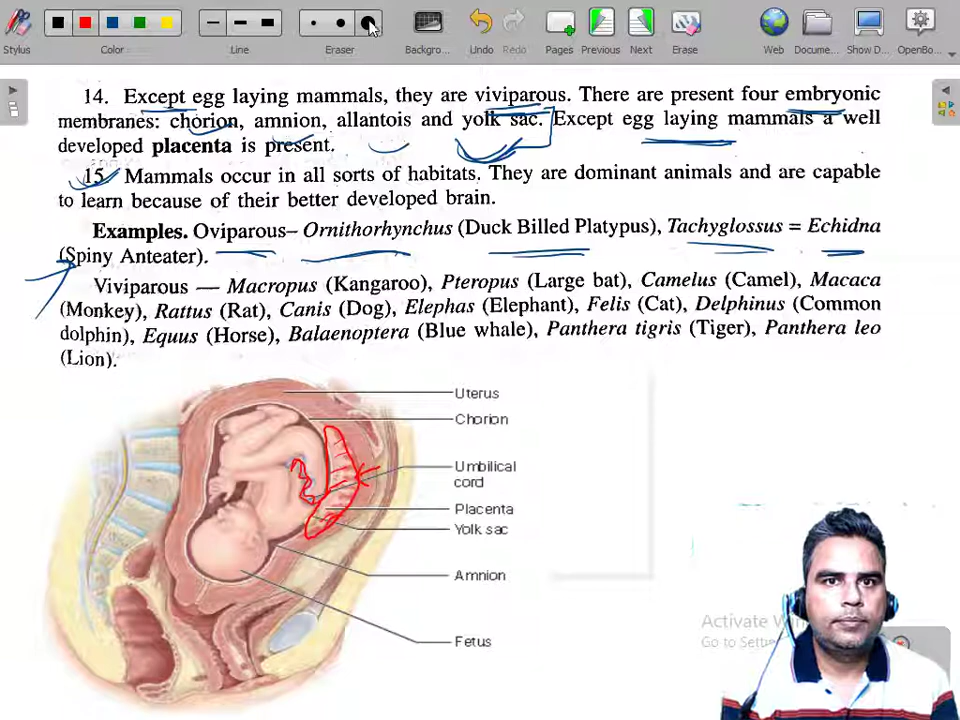 Stylus Color Line Eraser Backgro... Undo Redo Pages Previous Next Erase Web Docume... Show D... OpenBo...
14. Except egg laying mammals, they are viviparous. There are present four embryonic
membranes: chorion, amnion, allantois and yolk sac. Except egg laying mammals a well
developed placenta is present.
15. Mammals occur in all sorts of habitats. They are dominant animals and are capable
to learn because of their better developed brain.
Examples. Oviparous– Ornithorhynchus (Duck Billed Platypus), Tachyglossus = Echidna
(Spiny Anteater).
Viviparous — Macropus (Kangaroo), Pteropus (Large bat), Camelus (Camel), Macaca
(Monkey), Rattus (Rat), Canis (Dog), Elephas (Elephant), Felis (Cat), Delphinus (Common
dolphin), Equus (Horse), Balaenoptera (Blue whale), Panthera tigris (Tiger), Panthera leo
(Lion).
Uterus
Chorion
Umbilical
cord
Placenta
Yolk sac
Amnion
Fetus
Activate
Go to